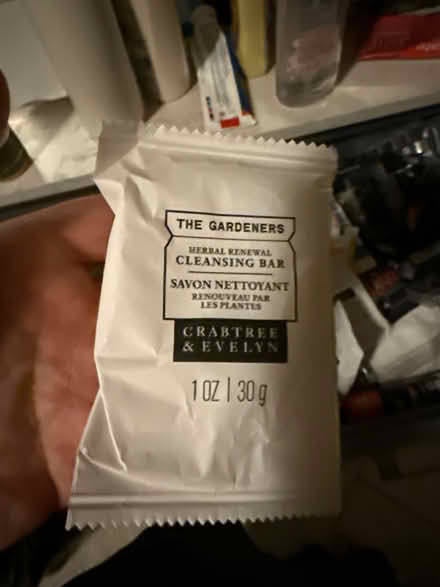 THE GARDENERS
HERBAL RENEWAL
CLEANSING BAR
SAVON NETTOYANT
RENOUVEAU PAR
LES PLANTES
CRABTREE
& EVELYN
1 OZ | 30 g